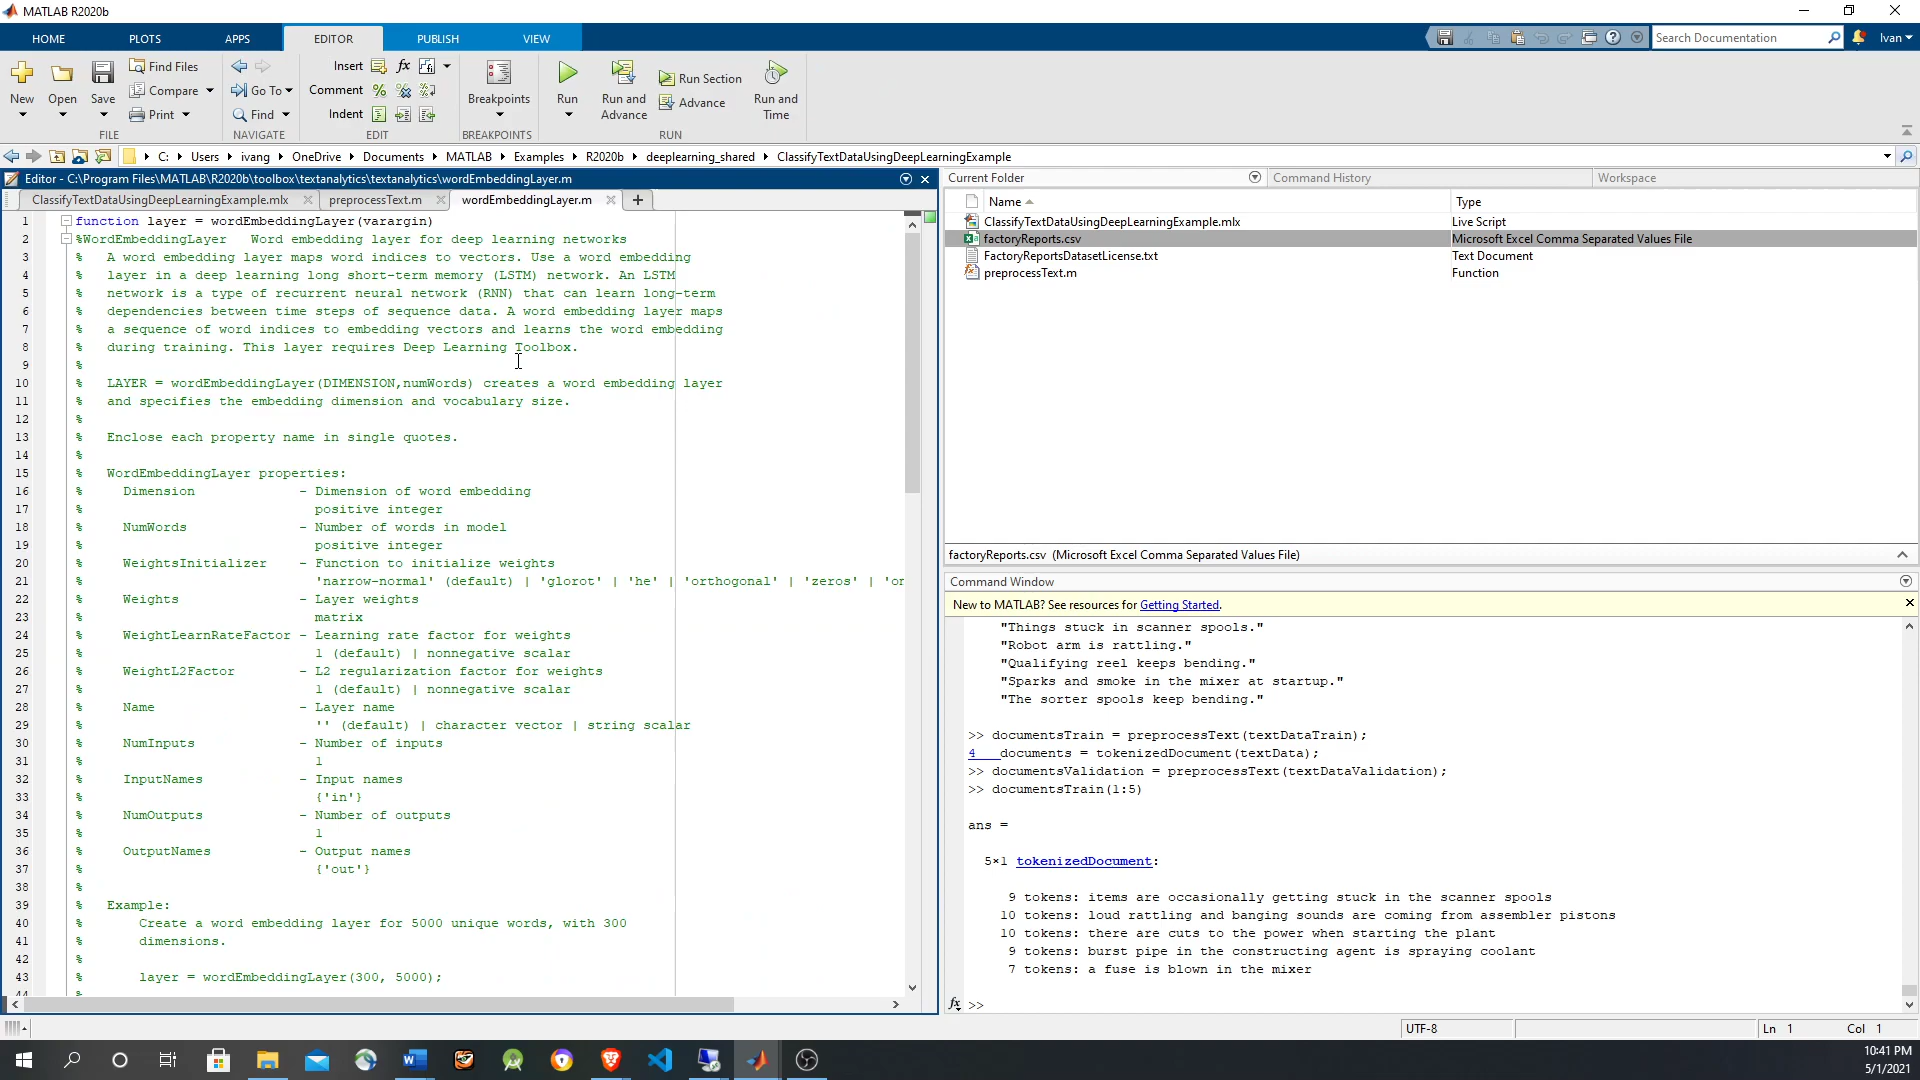 MATLAB R2020b
HOME PLOTS APPS EDITOR PUBLISH VIEW
Search Documentation
Ivan
New
Open
Save
Find Files
Compare
Print
FILE
Go To
Find
NAVIGATE
Insert
Comment
Indent
EDIT
Breakpoints
BREAKPOINTS
Run
Run and Advance
Run Section
Advance
Run and Time
RUN
C: Users ivang OneDrive Documents MATLAB Examples R2020b deeplearning_shared ClassifyTextDataUsingDeepLearningExample
Editor - C:\Program Files\MATLAB\R2020b\toolbox\textanalytics\textanalytics\wordEmbeddingLayer.m
ClassifyTextDataUsingDeepLearningExample.mlx preprocessText.m wordEmbeddingLayer.m
1 function layer = wordEmbeddingLayer(varargin)
2 %WordEmbeddingLayer Word embedding layer for deep learning networks
3 % A word embedding layer maps word indices to vectors. Use a word embedding
4 % layer in a deep learning long short-term memory (LSTM) network. An LSTM
5 % network is a type of recurrent neural network (RNN) that can learn long-term
6 % dependencies between time steps of sequence data. A word embedding layer maps
7 % a sequence of word indices to embedding vectors and learns the word embedding
8 % during training. This layer requires Deep Learning Toolbox.
9 %
10 % LAYER = wordEmbeddingLayer(DIMENSION,numWords) creates a word embedding layer
11 % and specifies the embedding dimension and vocabulary size.
12 %
13 % Enclose each property name in single quotes.
14 %
15 % WordEmbeddingLayer properties:
16 % Dimension - Dimension of word embedding
17 % positive integer
18 % NumWords - Number of words in model
19 % positive integer
20 % WeightsInitializer - Function to initialize weights
21 % 'narrow-normal' (default) | 'glorot' | 'he' | 'orthogonal' | 'zeros' | 'or
22 % Weights - Layer weights
23 % matrix
24 % WeightLearnRateFactor - Learning rate factor for weights
25 % 1 (default) | nonnegative scalar
26 % WeightL2Factor - L2 regularization factor for weights
27 % 1 (default) | nonnegative scalar
28 % Name - Layer name
29 % '' (default) | character vector | string scalar
30 % NumInputs - Number of inputs
31 % 1
32 % InputNames - Input names
33 % {'in'}
34 % NumOutputs - Number of outputs
35 % 1
36 % OutputNames - Output names
37 % {'out'}
38 %
39 % Example:
40 % Create a word embedding layer for 5000 unique words, with 300
41 % dimensions.
42 %
43 % layer = wordEmbeddingLayer(300, 5000);
44 %
Current Folder Command History Workspace
Name Type
ClassifyTextDataUsingDeepLearningExample.mlx Live Script
factoryReports.csv Microsoft Excel Comma Separated Values File
FactoryReportsDatasetLicense.txt Text Document
preprocessText.m Function
factoryReports.csv (Microsoft Excel Comma Separated Values File)
Command Window
New to MATLAB? See resources for Getting Started.
"Things stuck in scanner spools."
"Robot arm is rattling."
"Qualifying reel keeps bending."
"Sparks and smoke in the mixer at startup."
"The sorter spools keep bending."
>> documentsTrain = preprocessText(textDataTrain);
4 documents = tokenizedDocument(textData);
>> documentsValidation = preprocessText(textDataValidation);
>> documentsTrain(1:5)
ans =
5×1 tokenizedDocument:
9 tokens: items are occasionally getting stuck in the scanner spools
10 tokens: loud rattling and banging sounds are coming from assembler pistons
10 tokens: there are cuts to the power when starting the plant
9 tokens: burst pipe in the constructing agent is spraying coolant
7 tokens: a fuse is blown in the mixer
fx >>
UTF-8 Ln 1 Col 1
10:41 PM
5/1/2021